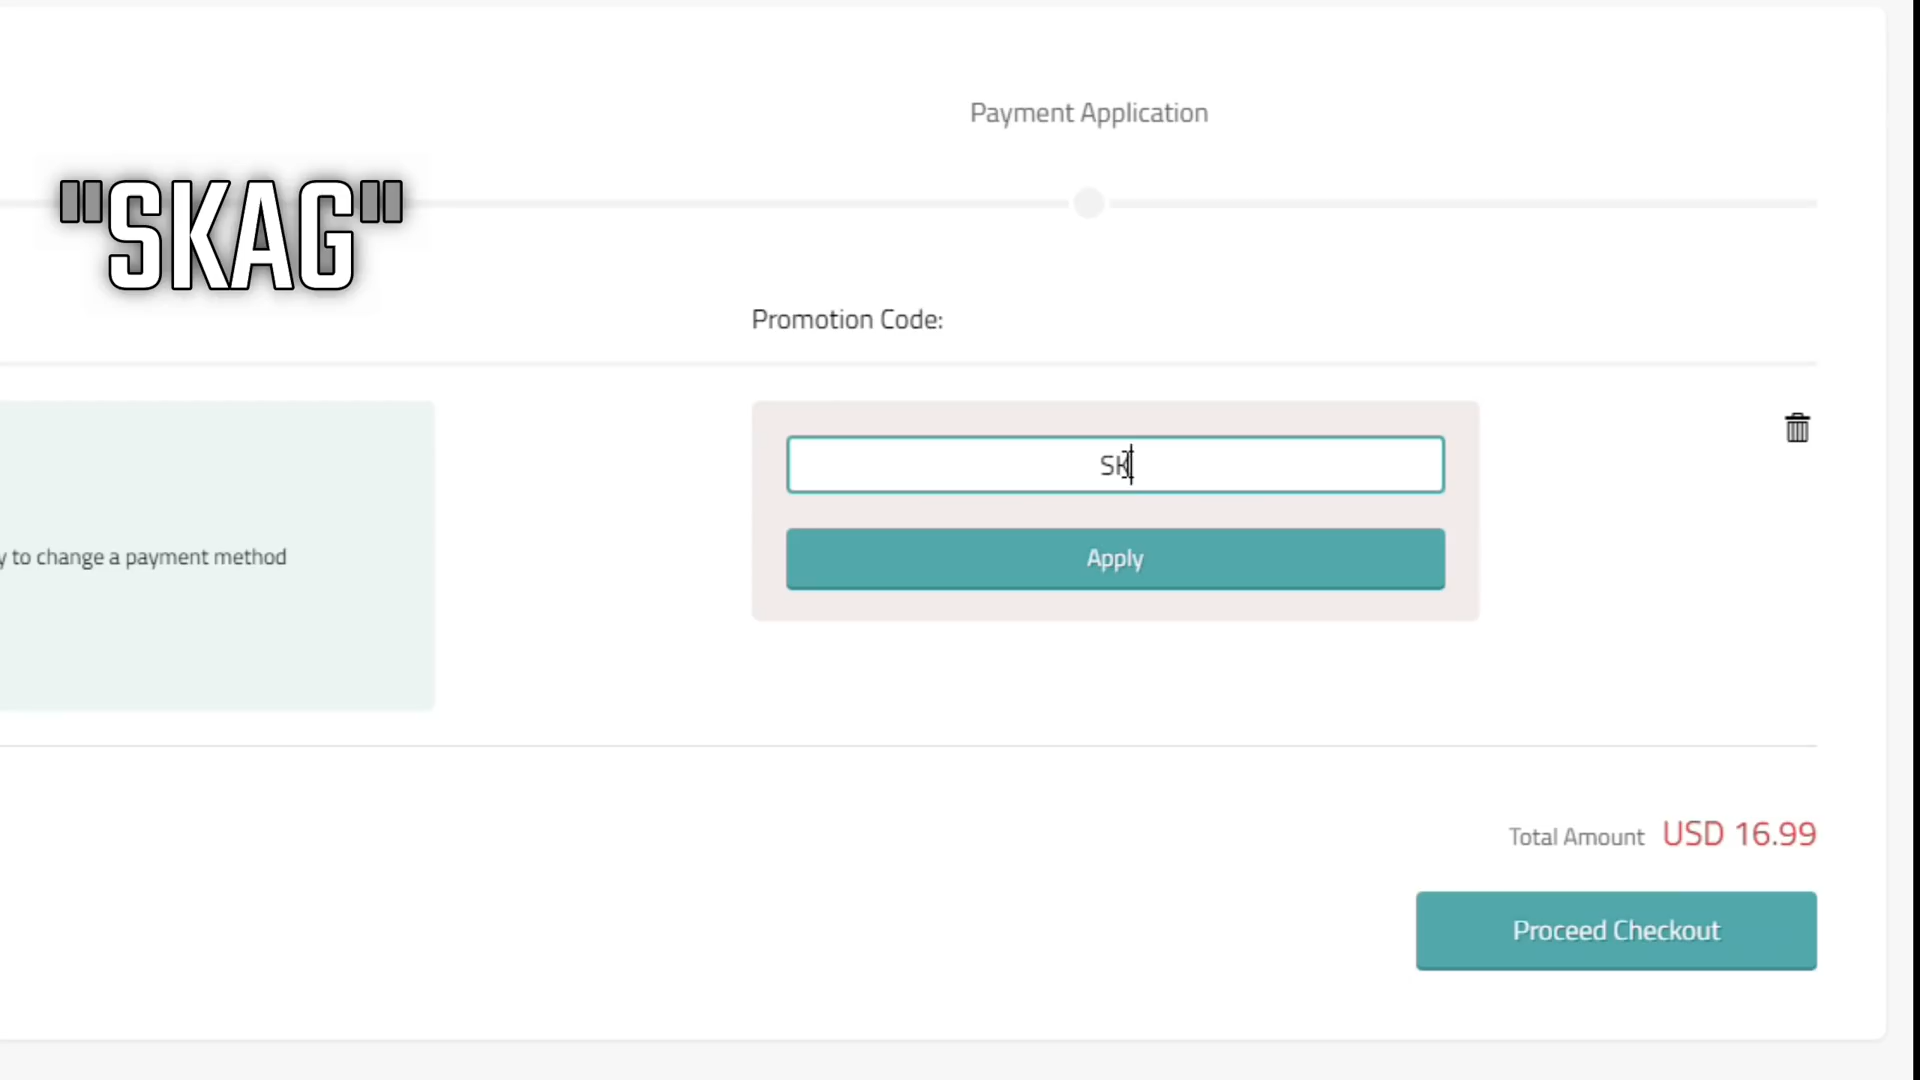 Payment Application
"SKAG"
Promotion Code:
SK
Apply
y to change a payment method
Total Amount USD 16.99
Proceed Checkout